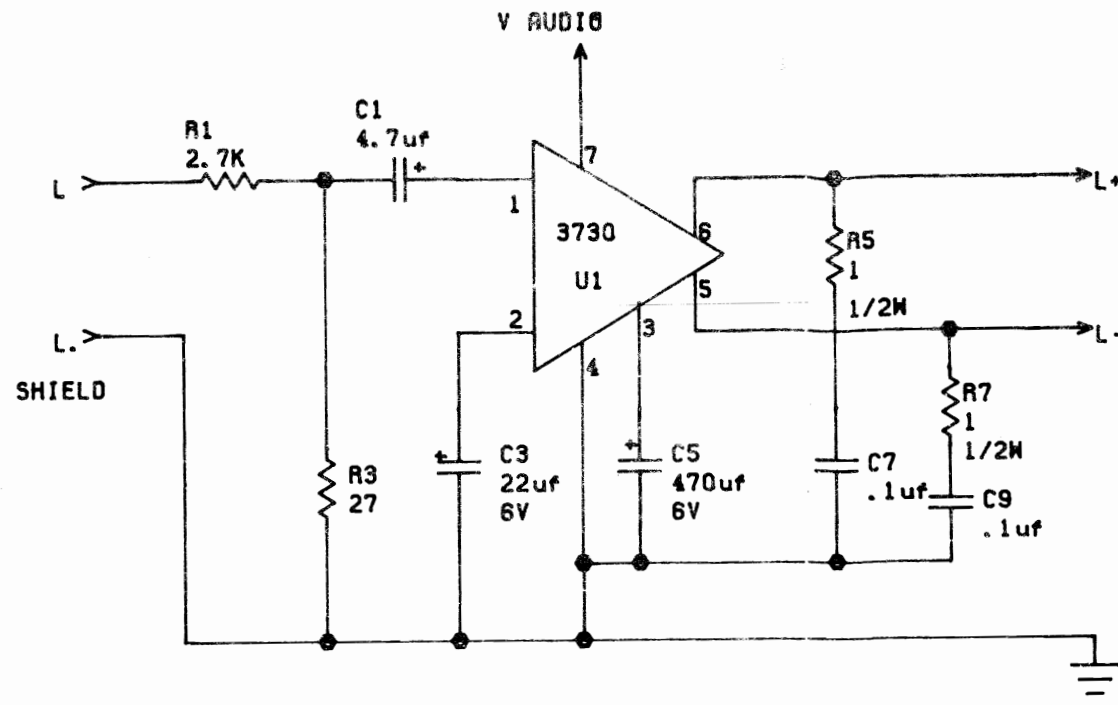 V AUDIO
C1
4.7uf
+
R1
2.7K
L
7
L+
1
6
3730
U1
R5
1
1/2W
5
2
3
L-
4
L.
SHIELD
R7
1
1/2W
+
C3
22uf
6V
+
C5
470uf
6V
C7
.1uf
R3
27
C9
.1uf